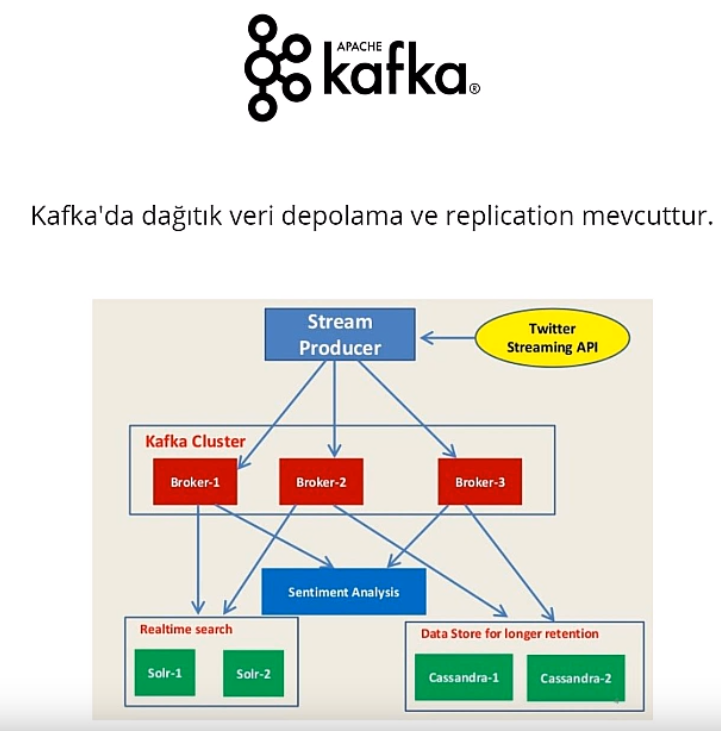 APACHE
kafka®
Kafka'da dağıtık veri depolama ve replication mevcuttur.
Stream
Producer
Twitter
Streaming API
Kafka Cluster
Broker-1
Broker-2
Broker-3
Sentiment Analysis
Realtime search
Solr-1
Solr-2
Data Store for longer retention
Cassandra-1
Cassandra-2